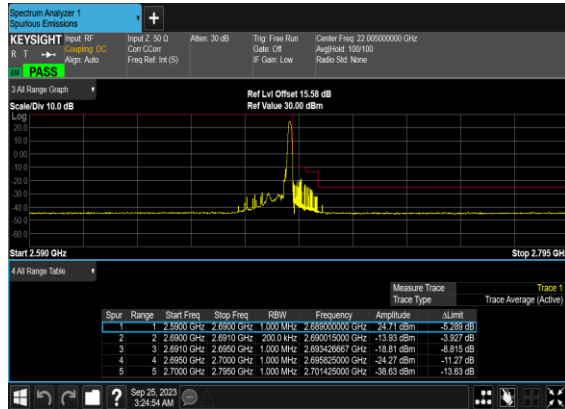 Spectrum Analyzer 1
Spurious Emissions
KEYSIGHT Input: RF Input Z: 50 Ω Atten: 30 dB Trig: Free Run Center Freq: 22.005000000 GHz
R T Coupling: DC Corr CCorr Gate: Off Avg|Hold: 100/100
Align: Auto Freq Ref: Int (S) IF Gain: Low Radio Std: None
PASS
3 All Range Graph
Ref Lvl Offset 15.58 dB
Scale/Div 10.0 dB Ref Value 30.00 dBm
Log
20.0
10.0
0.00
-10.0
-20.0
-30.0
-40.0
-50.0
-60.0
Start 2.590 GHz Stop 2.795 GH
4 All Range Table
Measure Trace Trace 1
Trace Type Trace Average (Active)
Spur Range Start Freq Stop Freq RBW Frequency Amplitude ΔLimit
1 1 2.5900 GHz 2.6900 GHz 1.000 MHz 2.689000000 GHz 24.71 dBm -5.289 dB
2 2 2.6900 GHz 2.6910 GHz 200.0 kHz 2.690015000 GHz -13.93 dBm -3.927 dB
3 3 2.6910 GHz 2.6950 GHz 1.000 MHz 2.693426667 GHz -18.81 dBm -8.815 dB
4 4 2.6950 GHz 2.7000 GHz 1.000 MHz 2.695825000 GHz -24.27 dBm -11.27 dB
5 5 2.7000 GHz 2.7950 GHz 1.000 MHz 2.701425000 GHz -38.63 dBm -13.63 dB
Sep 25, 2023
3:24:54 AM